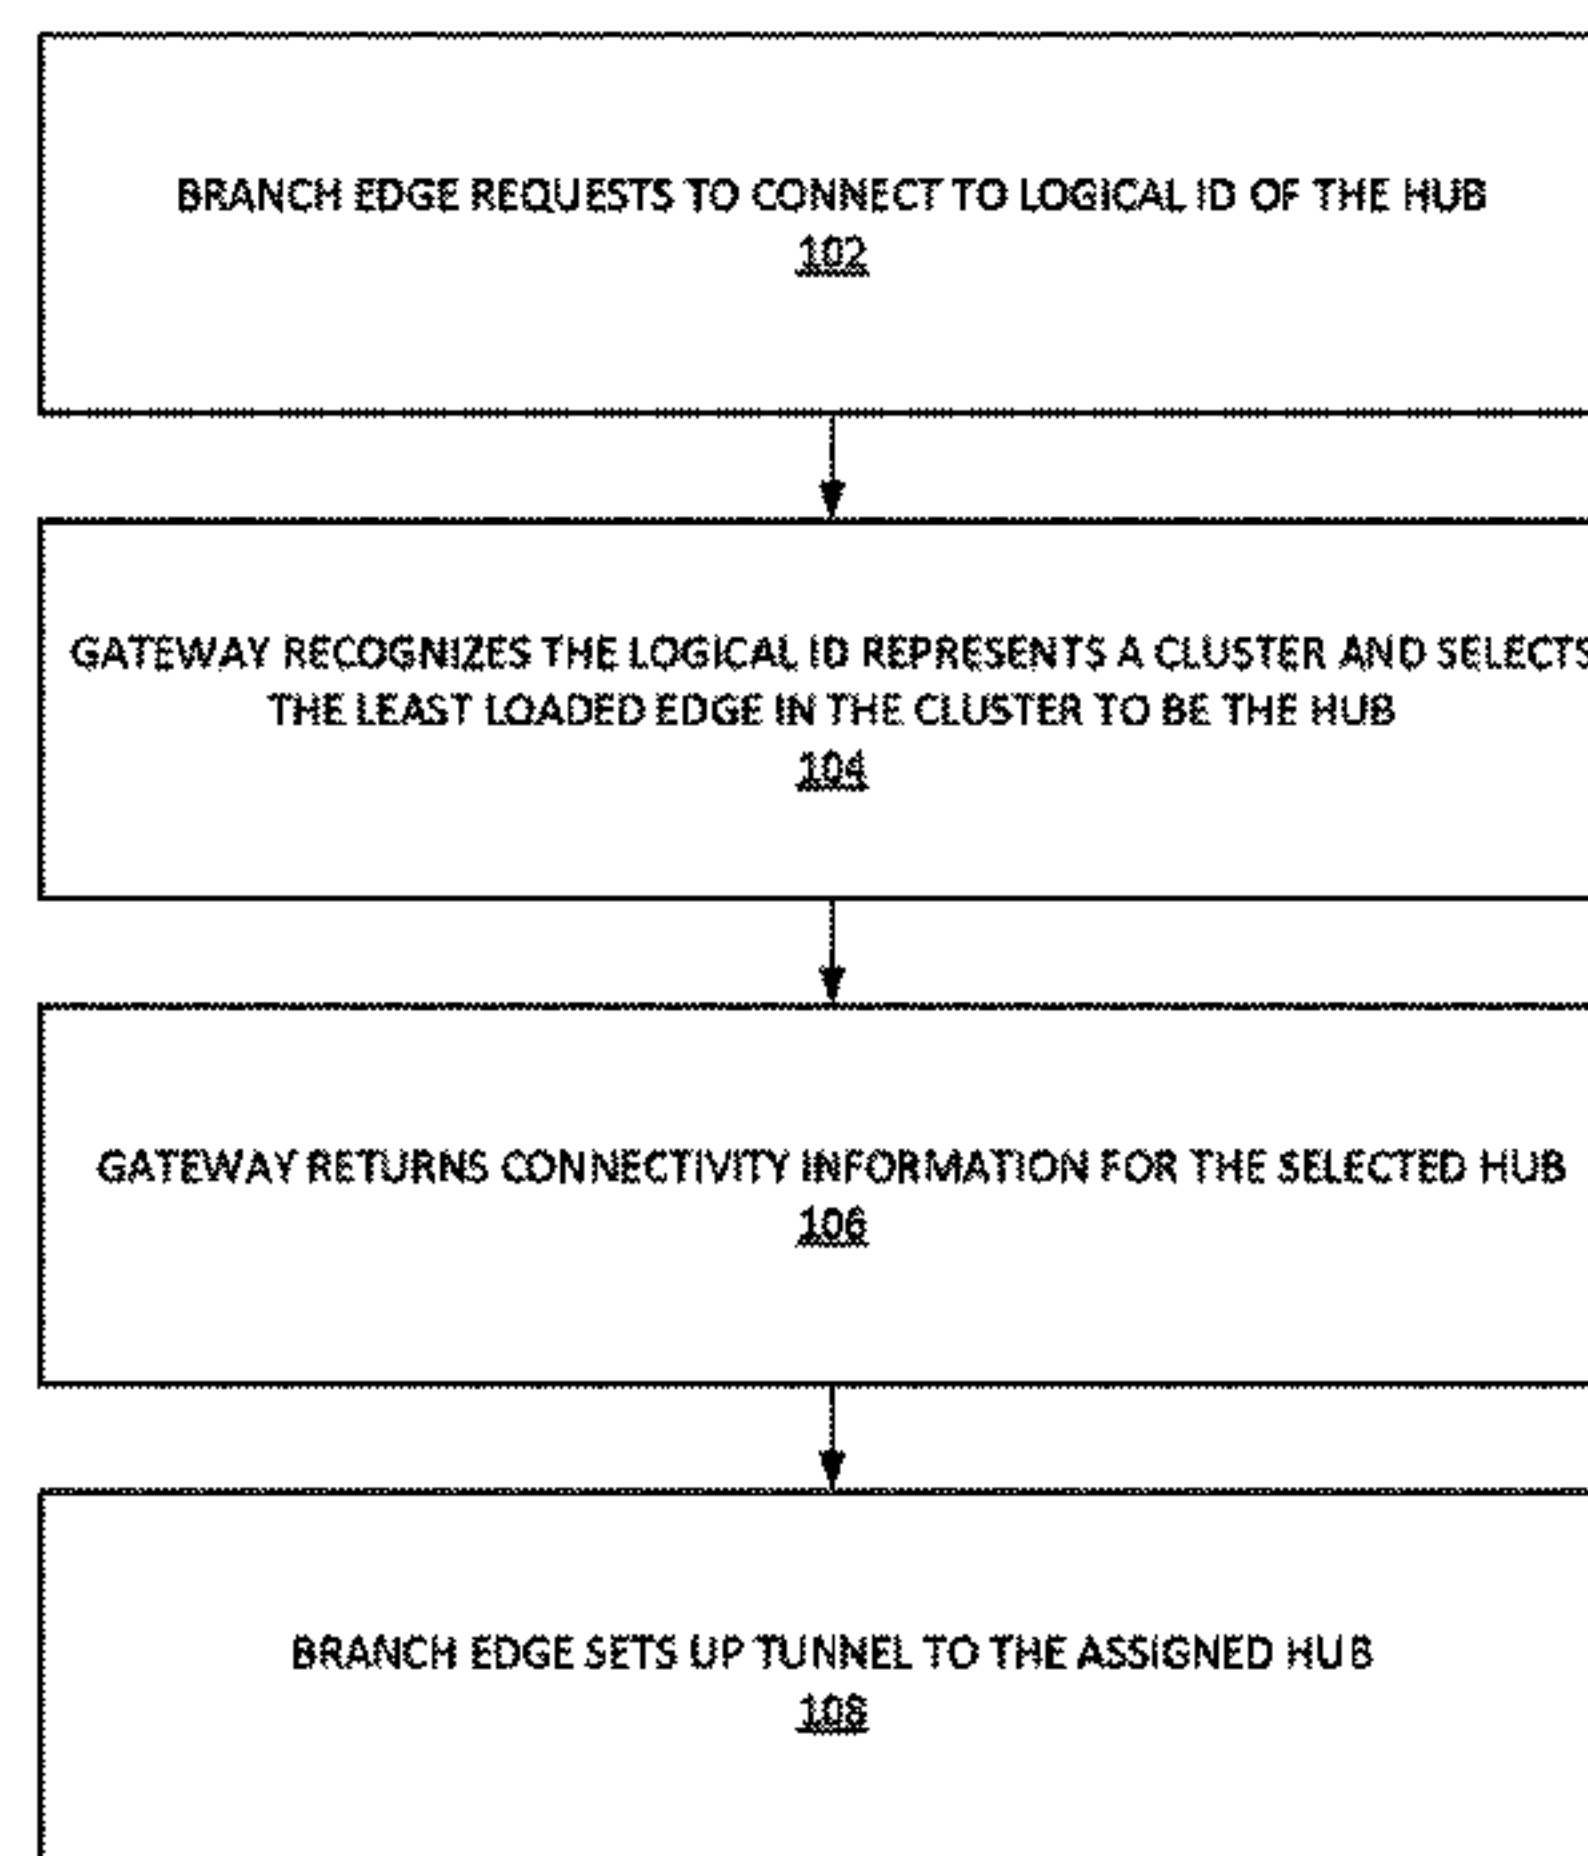 BRANCH EDGE REQUESTS TO CONNECT TO LOGICAL ID OF THE HUB
102
GATEWAY RECOGNIZES THE LOGICAL ID REPRESENTS A CLUSTER AND SELECTS
THE LEAST LOADED EDGE IN THE CLUSTER TO BE THE HUB
104
GATEWAY RETURNS CONNECTIVITY INFORMATION FOR THE SELECTED HUB
106
BRANCH EDGE SETS UP TUNNEL TO THE ASSIGNED HUB
108